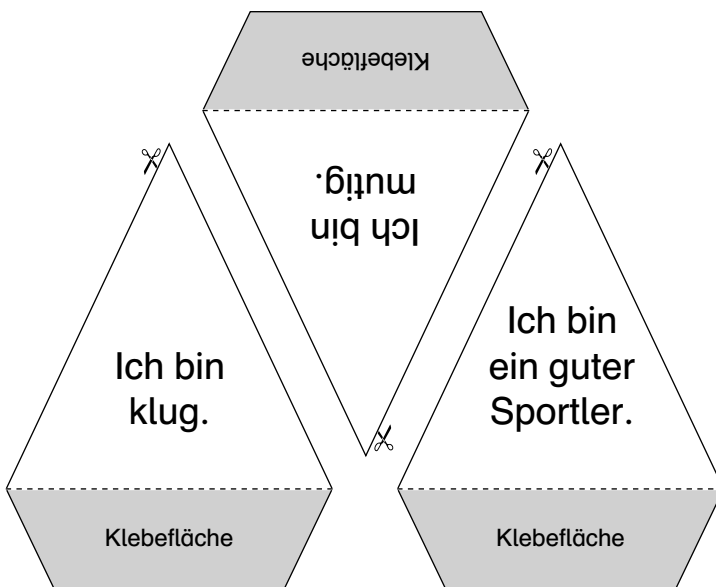 Klebefläche
Ich bin
mutig.
Ich bin
klug.
Klebefläche
Ich bin
ein guter
Sportler.
Klebefläche